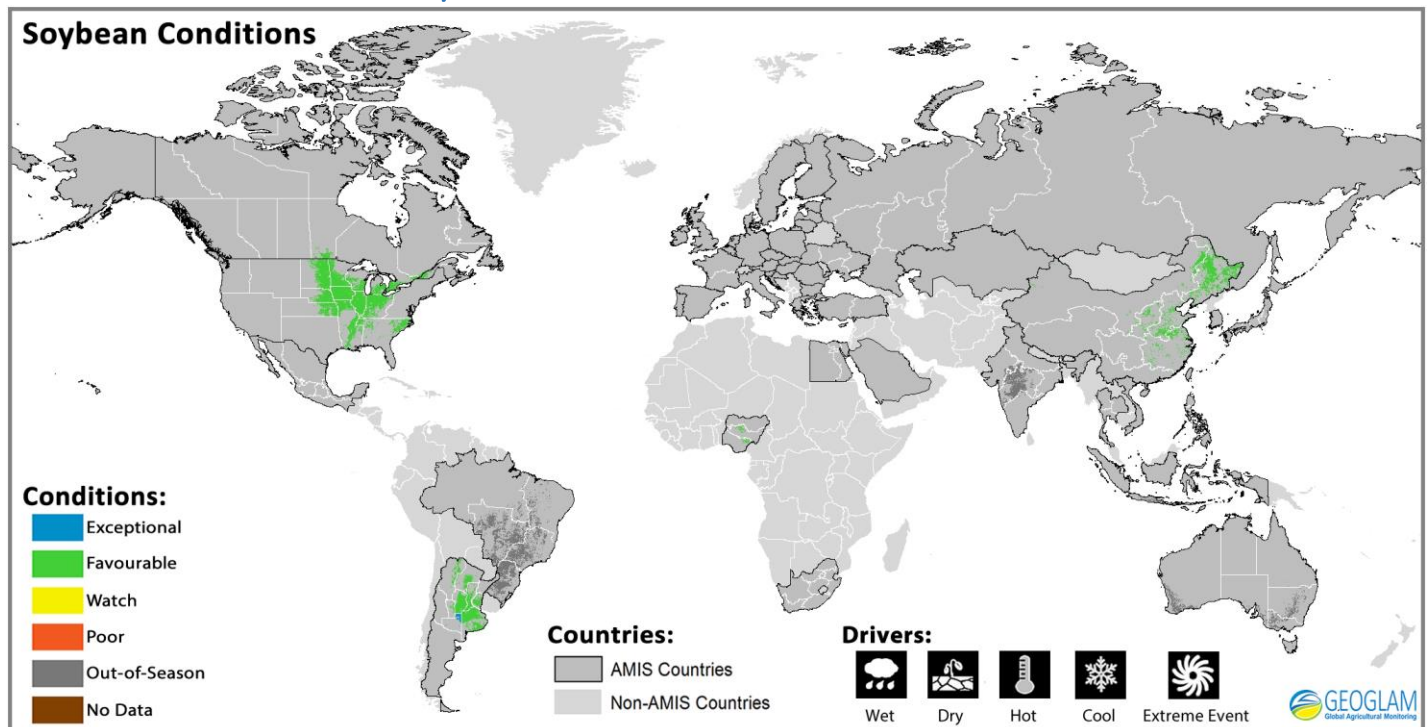 Soybean Conditions
Conditions:
Exceptional
Favourable
Watch
Poor
Out-of-Season
No Data
Countries:
AMIS Countries
Non-AMIS Countries
Drivers:
Wet
Dry
Hot
Cool
Extreme Event
GEOGLAM
Global Agricultural Monitoring